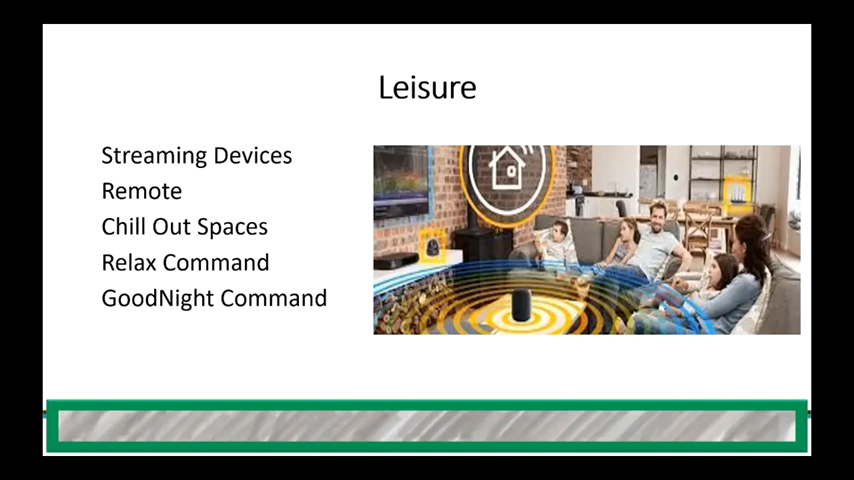 Leisure
Streaming Devices
Remote
Chill Out Spaces
Relax Command
GoodNight Command